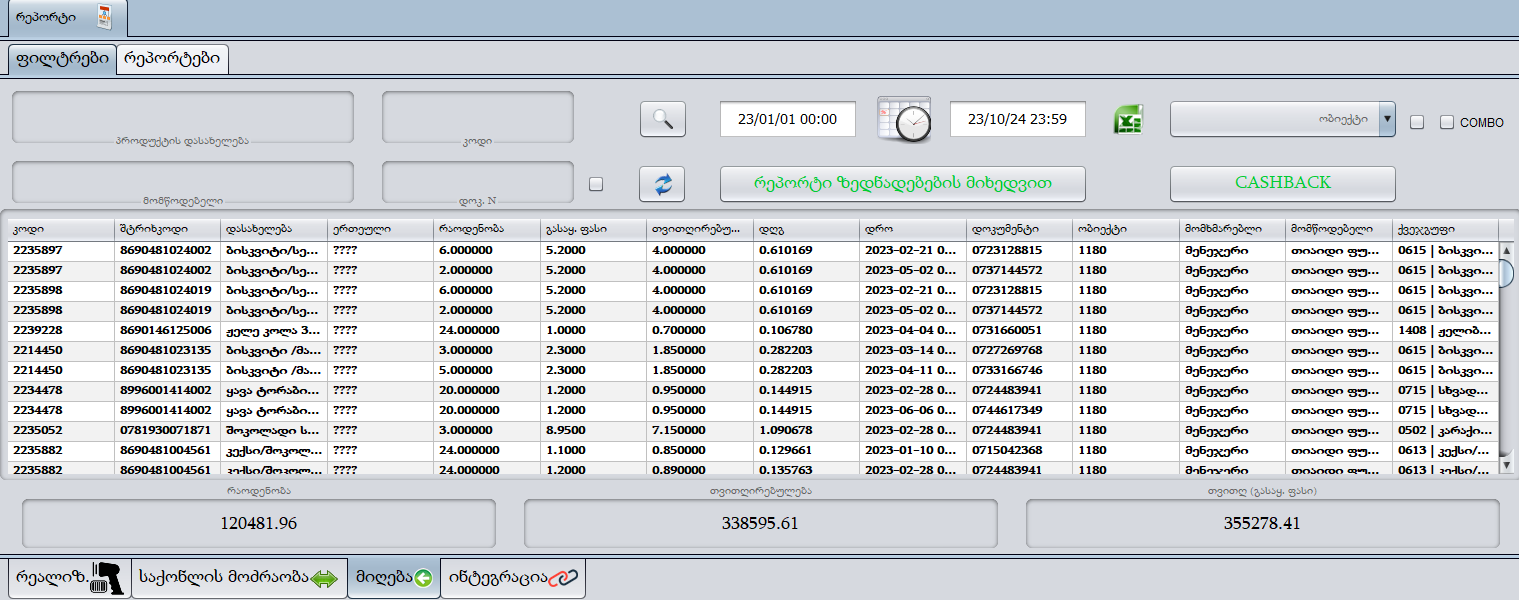 რეპორტი
ფილტრები რეპორტები
23/01/01 00:00 23/10/24 23:59 ობიექტი COMBO
პროდუქტის დასახელება კოდი
რეპორტი ზედნადებების მიხედვით CASHBACK
მომწოდებელი დოკ. N
კოდი შტრიხკოდი დასახელება ერთეული რაოდენობა გასაყ. ფასი თვითღირებუ... დღგ დრო დოკუმენტი ობიექტი მომხმარებლი მომწოდებელი ქვეჯგუფი
2235897 8690481024002 ბისკვიტი/სე... ???? 6.000000 5.2000 4.000000 0.610169 2023-02-21 0... 0723128815 1180 მენეჯერი თიაიდი ფუ... 0615 | ბისკვი...
2235897 8690481024002 ბისკვიტი/სე... ???? 2.000000 5.2000 4.000000 0.610169 2023-05-02 0... 0737144572 1180 მენეჯერი თიაიდი ფუ... 0615 | ბისკვი...
2235898 8690481024019 ბისკვიტი/სე... ???? 6.000000 5.2000 4.000000 0.610169 2023-02-21 0... 0723128815 1180 მენეჯერი თიაიდი ფუ... 0615 | ბისკვი...
2235898 8690481024019 ბისკვიტი/სე... ???? 2.000000 5.2000 4.000000 0.610169 2023-05-02 0... 0737144572 1180 მენეჯერი თიაიდი ფუ... 0615 | ბისკვი...
2239228 8690146125006 ჟელე კოლა 3... ???? 24.000000 1.0000 0.700000 0.106780 2023-04-04 0... 0731660051 1180 მენეჯერი თიაიდი ფუ... 1408 | ჟელიბ...
2214450 8690481023135 ბისკვიტი /მა... ???? 3.000000 2.3000 1.850000 0.282203 2023-03-14 0... 0727269768 1180 მენეჯერი თიაიდი ფუ... 0615 | ბისკვი...
2214450 8690481023135 ბისკვიტი /მა... ???? 5.000000 2.3000 1.850000 0.282203 2023-04-11 0... 0733166746 1180 მენეჯერი თიაიდი ფუ... 0615 | ბისკვი...
2234478 8996001414002 ყავა ტორაბი... ???? 20.000000 1.2000 0.950000 0.144915 2023-02-28 0... 0724483941 1180 მენეჯერი თიაიდი ფუ... 0715 | სხვად...
2234478 8996001414002 ყავა ტორაბი... ???? 20.000000 1.2000 0.950000 0.144915 2023-06-06 0... 0744617349 1180 მენეჯერი თიაიდი ფუ... 0715 | სხვად...
2235052 0781930071871 შოკოლადი ს... ???? 3.000000 8.9500 7.150000 1.090678 2023-02-28 0... 0724483941 1180 მენეჯერი თიაიდი ფუ... 0502 | კარაქი...
2235882 8690481004561 კექსი/შოკოლ... ???? 24.000000 1.1000 0.850000 0.129661 2023-01-10 0... 0715042368 1180 მენეჯერი თიაიდი ფუ... 0613 | კექსი/...
2235882 8690481004561 კექსი/შოკოლ... ???? 24.000000 1.2000 0.890000 0.135763 2023-02-28 0... 0724483941 1180 მენეჯერი თიაიდი ფუ... 0613 | კექსი/...
რაოდენობა თვითღირებულება თვითღ (გასაყ. ფასი)
120481.96 338595.61 355278.41
რეალიზ. საქონლის მოძრაობა მიღება ინტეგრაცია